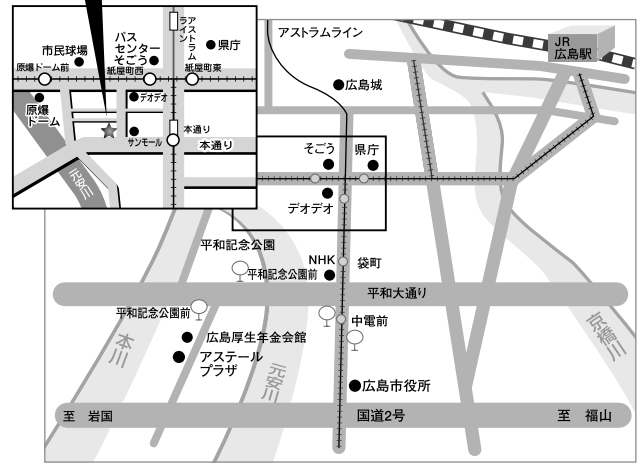 アストラムライン
バス
センター
そごう
アストラム
ライン
県庁
市民球場
原爆ドーム前
紙屋町西
紙屋町東
原爆
ドーム
デオデオ
サンモール
本通り
本通り
元安川
JR
広島駅
広島城
そごう
県庁
デオデオ
平和記念公園
平和記念公園前
NHK
袋町
平和大通り
平和記念公園前
中電前
広島厚生年金会館
アステール
プラザ
本川
元安川
京橋川
広島市役所
至 岩国
国道2号
至 福山